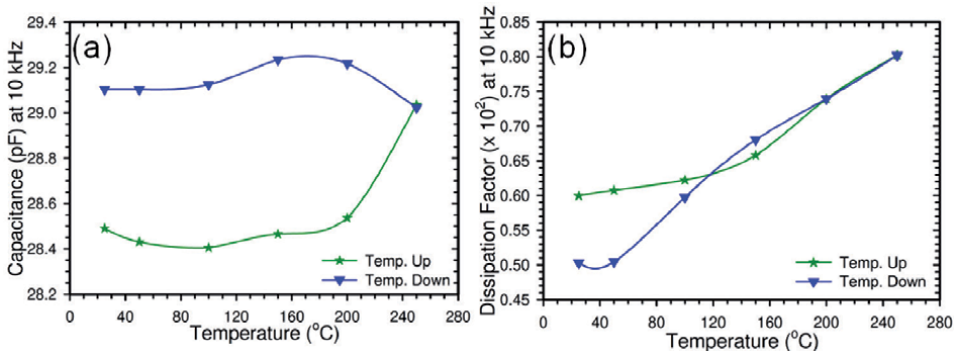 (a)
Capacitance (pF) at 10 kHz
29.4
29.2
29.0
28.8
28.6
28.4
28.2
0 40 80 120 160 200 240 280
Temperature (°C)
Temp. Up
Temp. Down
(b)
Dissipation Factor (x 10²) at 10 kHz
0.85
0.80
0.75
0.70
0.65
0.60
0.55
0.50
0.45
0 40 80 120 160 200 240 280
Temperature (°C)
Temp. Up
Temp. Down